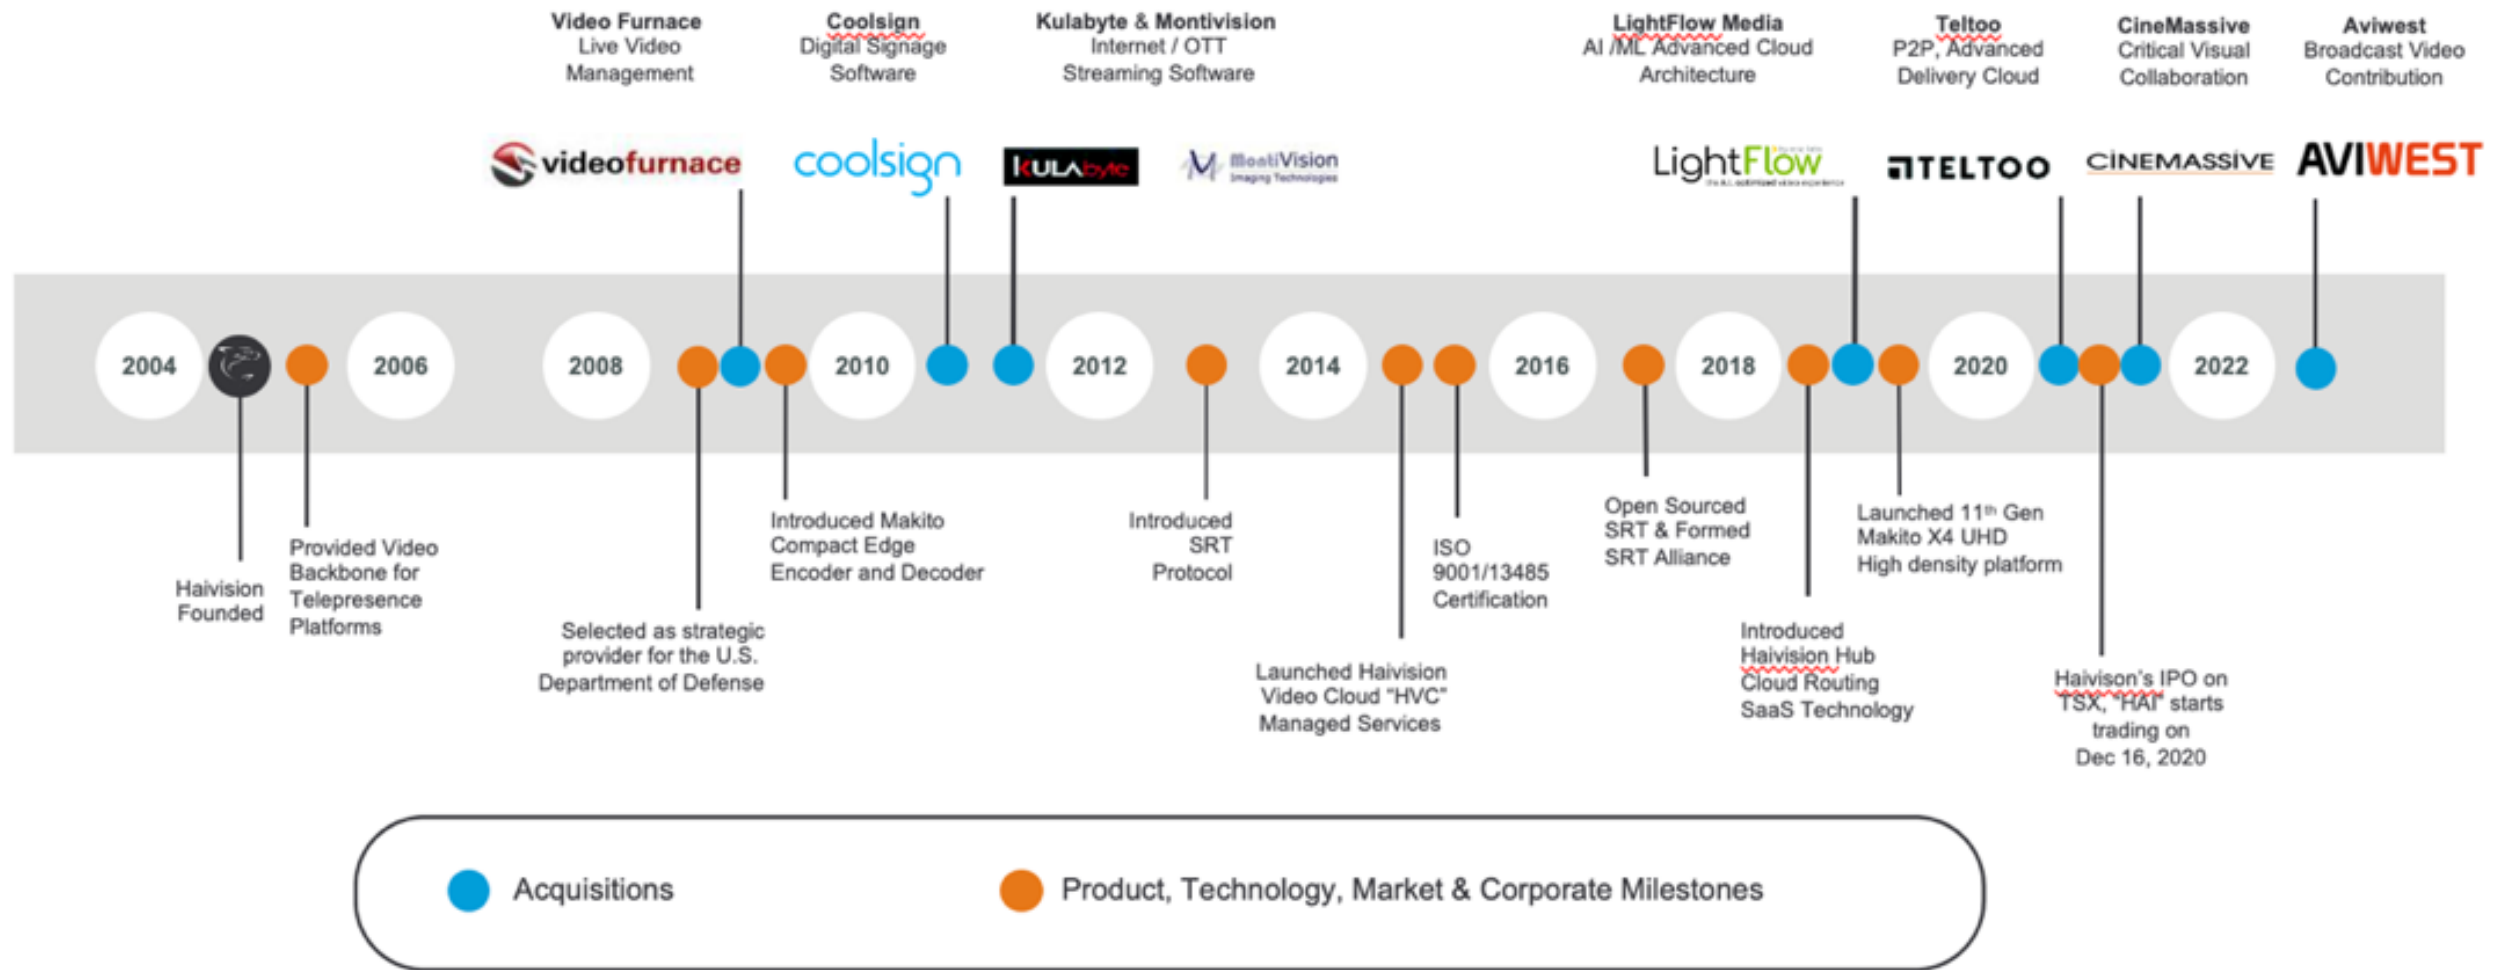 Video Furnace
Live Video
Management
Coolsign
Digital Signage
Software
Kulabyte & Montivision
Internet / OTT
Streaming Software
LightFlow Media
AI /ML Advanced Cloud
Architecture
Teltoo
P2P, Advanced
Delivery Cloud
CineMassive
Critical Visual
Collaboration
Aviwest
Broadcast Video
Contribution
videofurnace
coolsign
KULAbyte
MontiVision
Imaging Technologies
LightFlow
TELTOO
CINEMASSIVE
AVIWEST
2004
2006
2008
2010
2012
2014
2016
2018
2020
2022
Haivision
Founded
Provided Video
Backbone for
Telepresence
Platforms
Selected as strategic
provider for the U.S.
Department of Defense
Introduced Makito
Compact Edge
Encoder and Decoder
Introduced
SRT
Protocol
Launched Haivision
Video Cloud "HVC"
Managed Services
ISO
9001/13485
Certification
Open Sourced
SRT & Formed
SRT Alliance
Introduced
Haivision Hub
Cloud Routing
SaaS Technology
Launched 11th Gen
Makito X4 UHD
High density platform
Haivison's IPO on
TSX, "HAI" starts
trading on
Dec 16, 2020
Acquisitions
Product, Technology, Market & Corporate Milestones